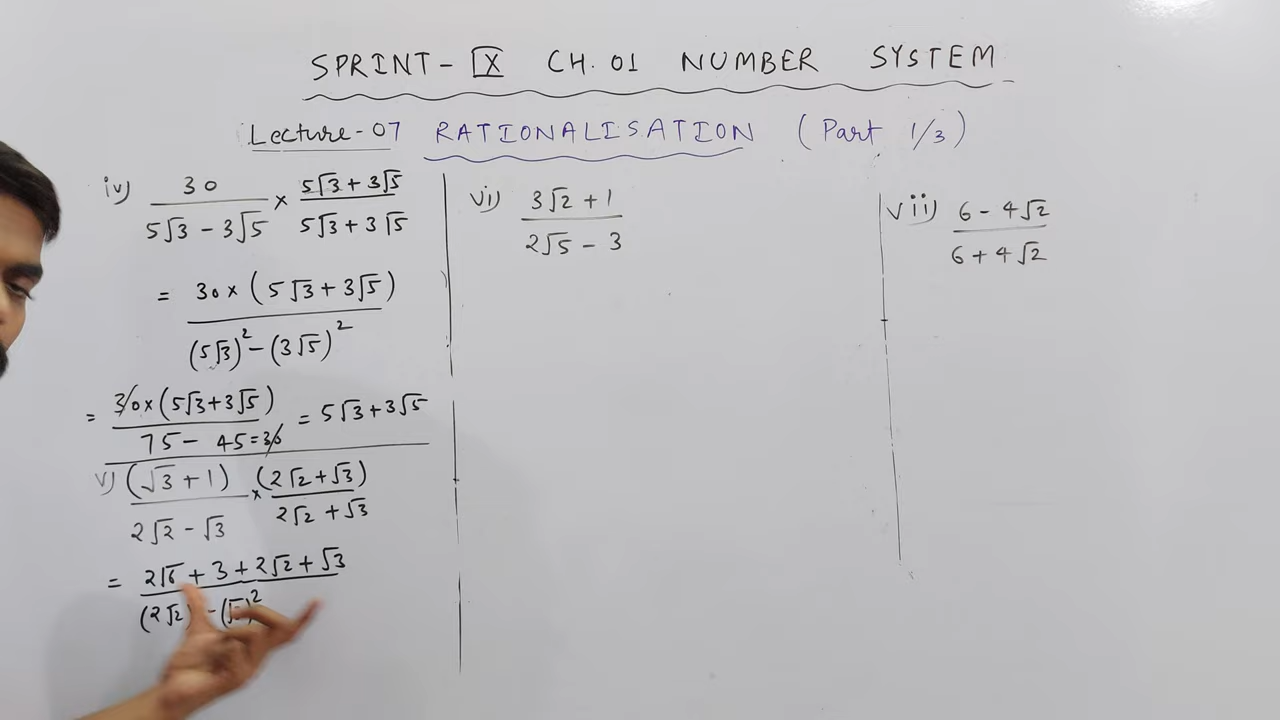 SPRINT-IX CH.01 NUMBER SYSTEM
Lecture-07 RATIONALISATION (Part 1/3)
iv) 30 / (5√3 - 3√5) × (5√3 + 3√5) / (5√3 + 3√5)
= 30 × (5√3 + 3√5) / (5√3)² - (3√5)²
= 30 × (5√3 + 3√5) / 75 - 45 = 30 = 5√3 + 3√5
v) (√3 + 1) / (2√2 - √3) × (2√2 + √3) / (2√2 + √3)
= 2√6 + 3 + 2√2 + √3 / (2√2) - (√ )²
vi) 3√2 + 1 / 2√5 - 3
vii) 6 - 4√2 / 6 + 4√2